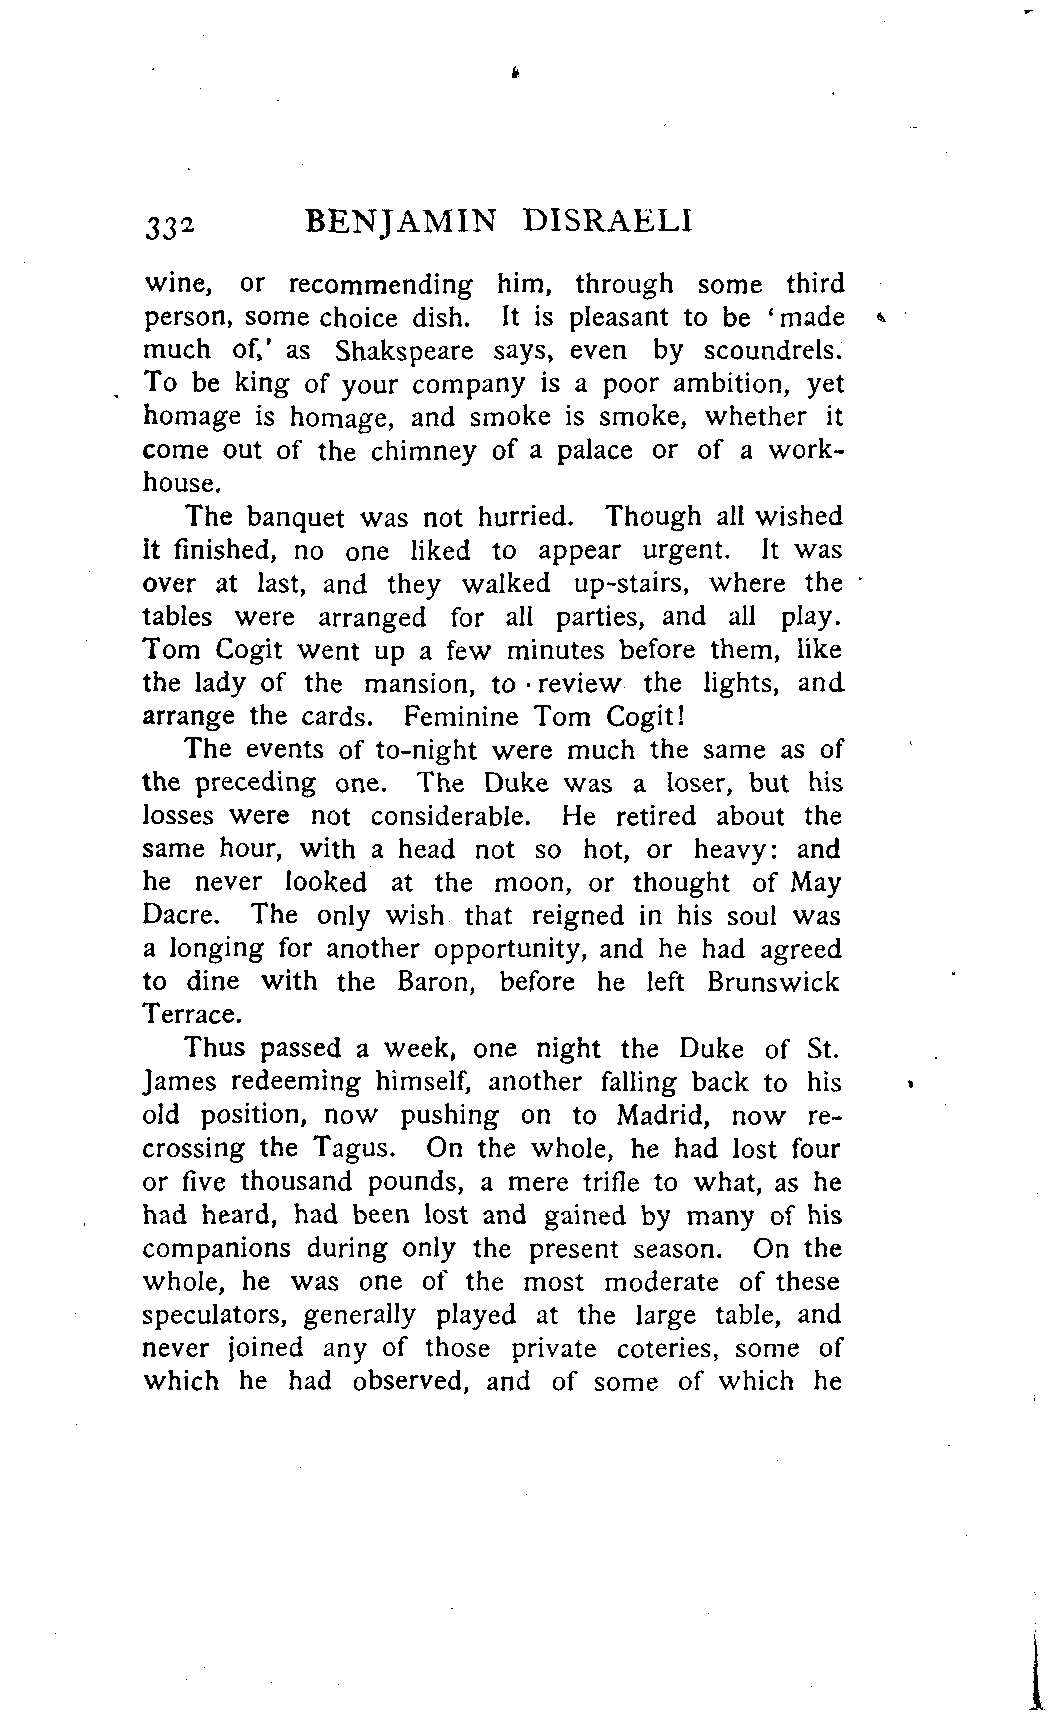 332 BENJAMIN DISRAELI
wine, or recommending him, through some third
person, some choice dish. It is pleasant to be ‘made
much of,’ as Shakspeare says, even by scoundrels.
To be king of your company is a poor ambition, yet
homage is homage, and smoke is smoke, whether it
come out of the chimney of a palace or of a work-
house.
The banquet was not hurried. Though all wished
it finished, no one liked to appear urgent. It was
over at last, and they walked up-stairs, where the
tables were arranged for all parties, and all play.
Tom Cogit went up a few minutes before them, like
the lady of the mansion, to review the lights, and
arrange the cards. Feminine Tom Cogit!
The events of to-night were much the same as of
the preceding one. The Duke was a loser, but his
losses were not considerable. He retired about the
same hour, with a head not so hot, or heavy: and
he never looked at the moon, or thought of May
Dacre. The only wish that reigned in his soul was
a longing for another opportunity, and he had agreed
to dine with the Baron, before he left Brunswick
Terrace.
Thus passed a week, one night the Duke of St.
James redeeming himself, another falling back to his
old position, now pushing on to Madrid, now re-
crossing the Tagus. On the whole, he had lost four
or five thousand pounds, a mere trifle to what, as he
had heard, had been lost and gained by many of his
companions during only the present season. On the
whole, he was one of the most moderate of these
speculators, generally played at the large table, and
never joined any of those private coteries, some of
which he had observed, and of some of which he